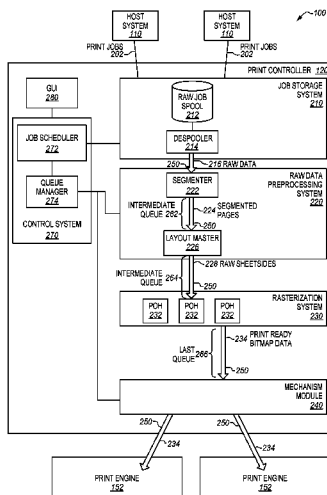 100
HOST SYSTEM 110
HOST SYSTEM 110
PRINT JOBS 202
PRINT JOBS 202
PRINT CONTROLLER 120
GUI 280
JOB SCHEDULER 272
QUEUE MANAGER 274
CONTROL SYSTEM 270
RAW JOB SPOOL 212
JOB STORAGE SYSTEM 210
DESPOOLER 214
250
216 RAW DATA
SEGMENTER 222
RAW DATA PREPROCESSING SYSTEM 220
INTERMEDIATE QUEUE 262
224 SEGMENTED PAGES
250
LAYOUT MASTER 226
228 RAW SHEETSIDES
INTERMEDIATE QUEUE 264
250
RASTERIZATION SYSTEM 230
POH 232
POH 232
POH 232
234 PRINT READY BITMAP DATA
LAST QUEUE 266
250
MECHANISM MODULE 240
250
250
234
234
PRINT ENGINE 152
PRINT ENGINE 152